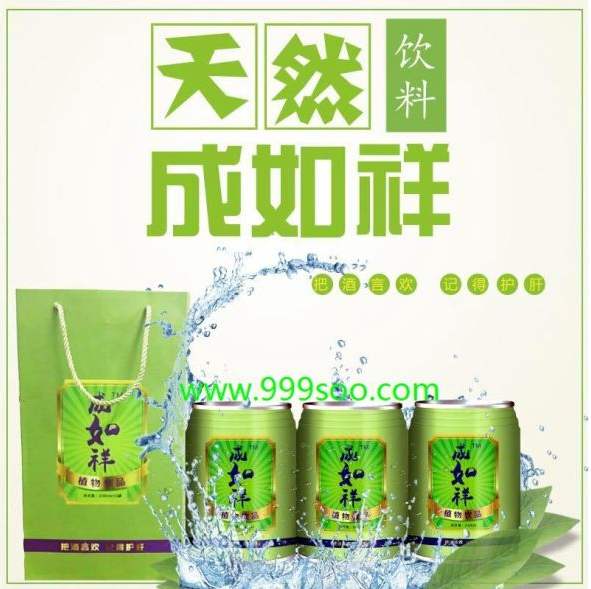 天然
饮料
成如祥
把酒言欢 记得护肝
www.999soo.com
成如祥
植物饮品
把酒言欢 记得护肝
成如祥
植物饮品
成如祥
植物饮品
成如祥
植物饮品